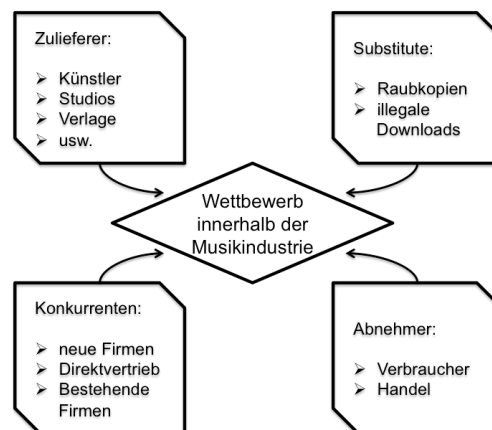 Zulieferer:
Künstler
Studios
Verlage
usw.
Substitute:
Raubkopien
illegale
Downloads
Wettbewerb
innerhalb der
Musikindustrie
Konkurrenten:
neue Firmen
Direktvertrieb
Bestehende
Firmen
Abnehmer:
Verbraucher
Handel